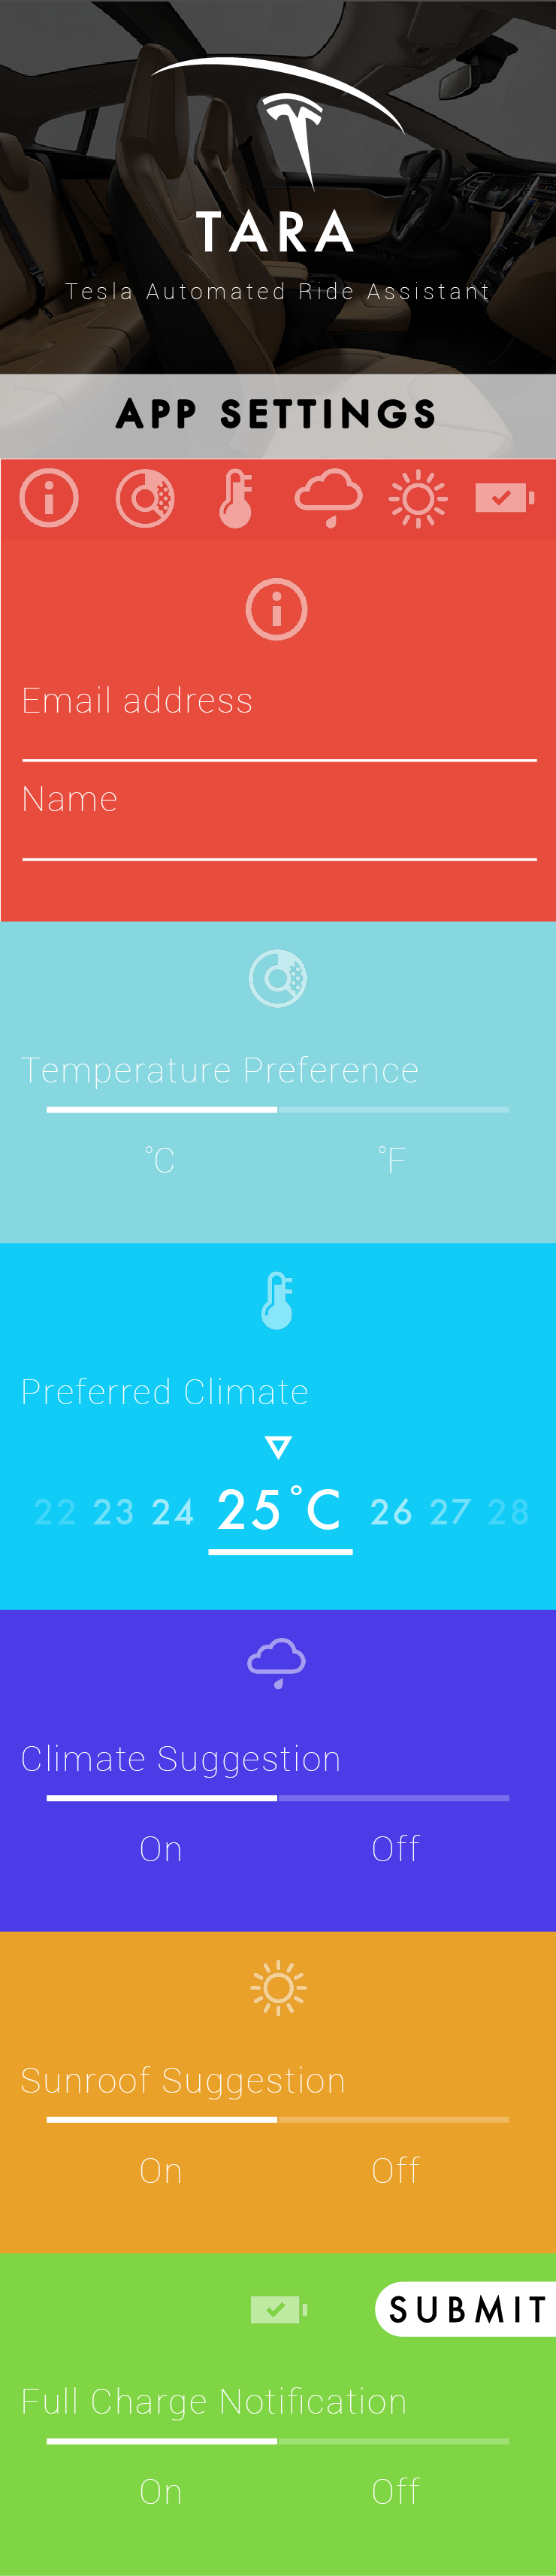 TARA
Tesla Automated Ride Assistant
APP SETTINGS
Email address
Name
Temperature Preference
°C °F
Preferred Climate
22 23 24 25°C 26 27 28
Climate Suggestion
On Off
Sunroof Suggestion
On Off
SUBMIT
Full Charge Notification
On Off